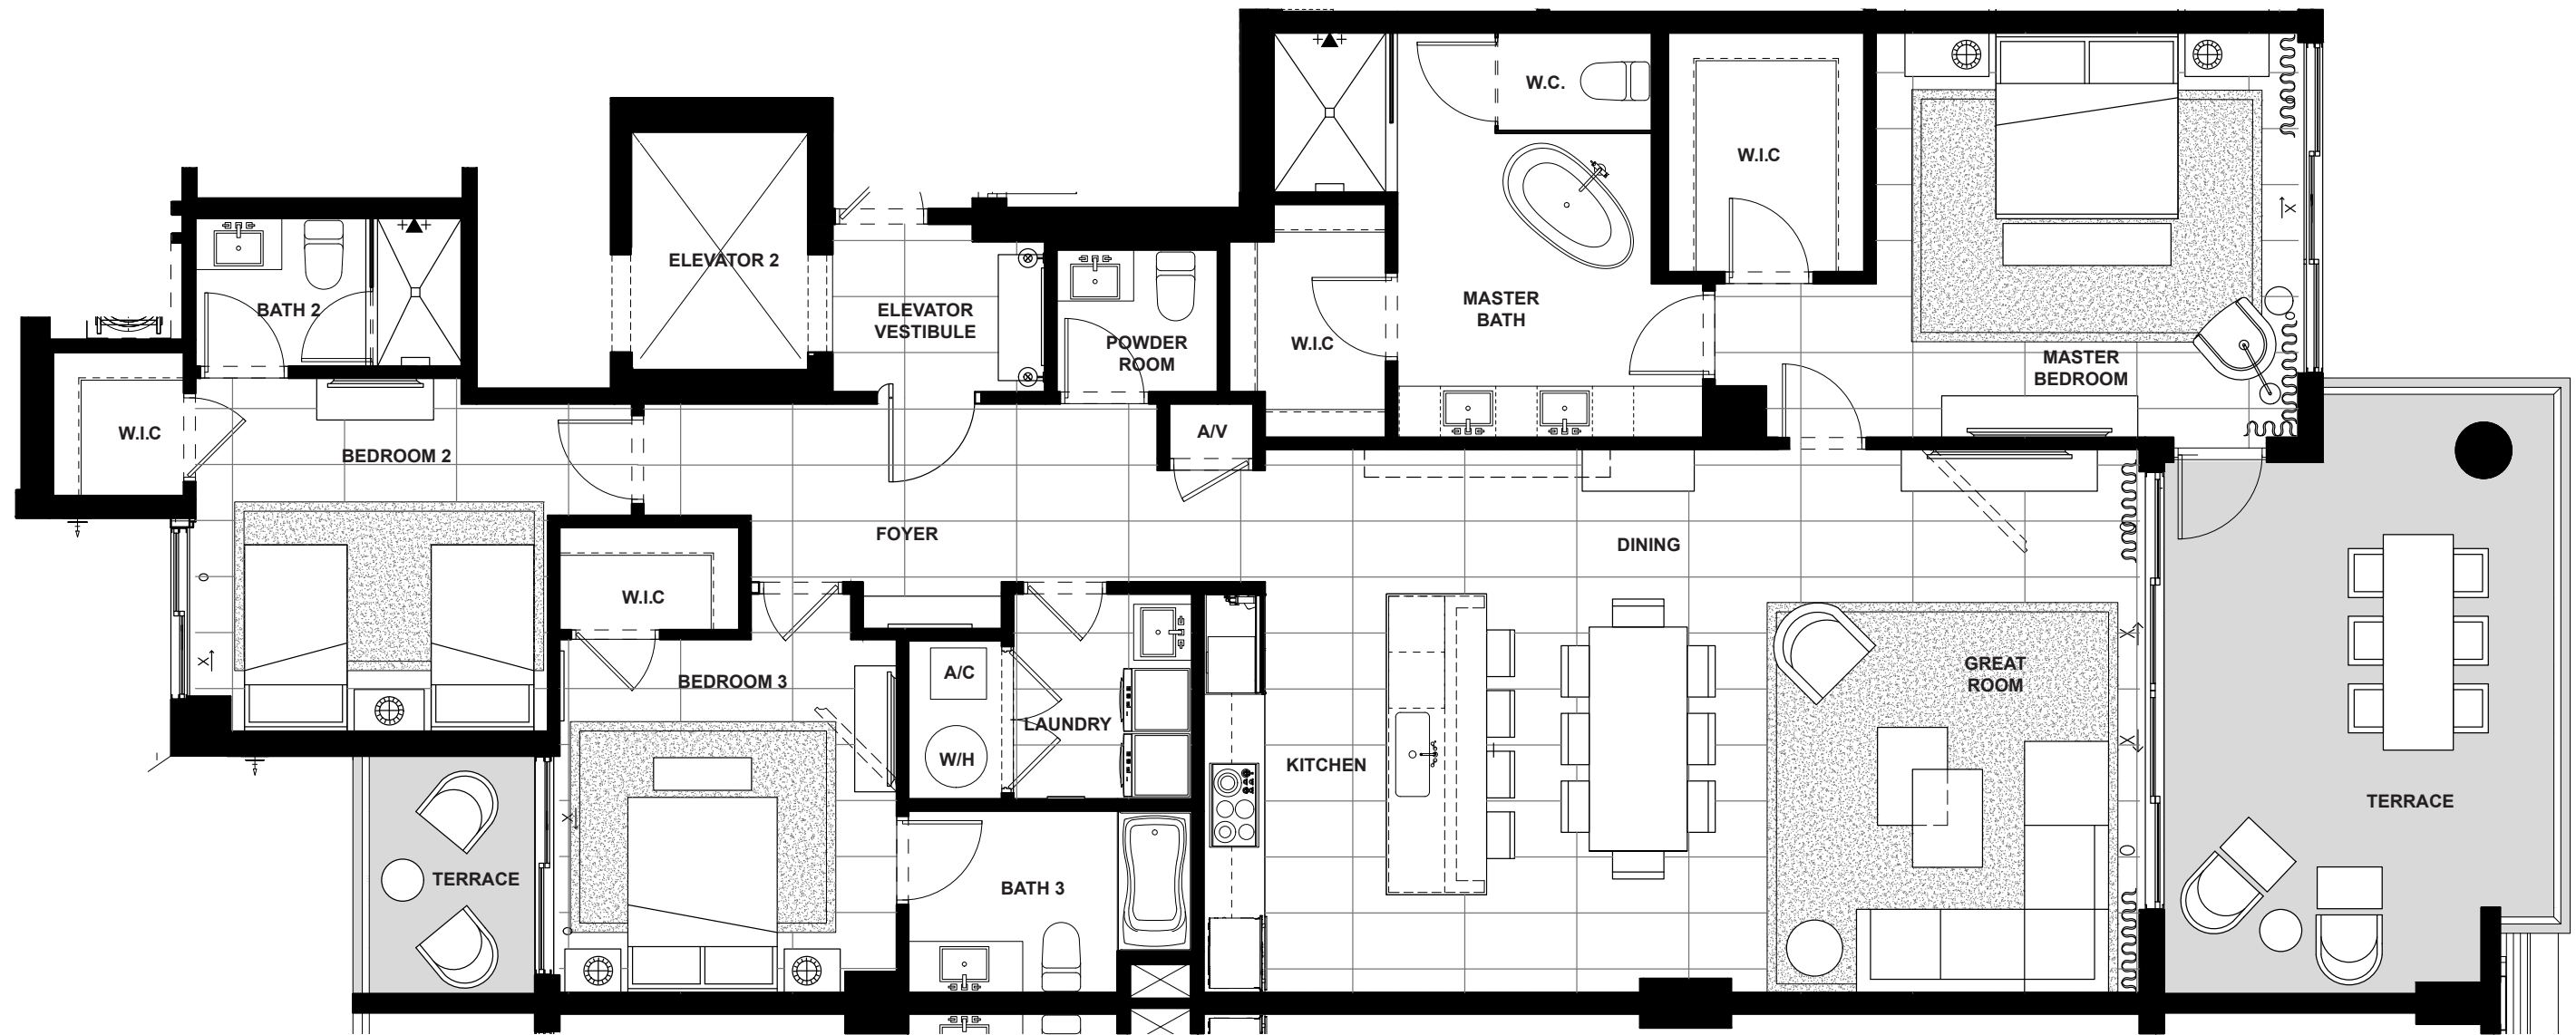 W.C.
W.I.C
ELEVATOR 2
BATH 2
ELEVATOR
VESTIBULE
MASTER
BATH
POWDER
ROOM
W.I.C
MASTER
BEDROOM
W.I.C
A/V
BEDROOM 2
FOYER
DINING
W.I.C
A/C
BEDROOM 3
GREAT
ROOM
LAUNDRY
W/H
KITCHEN
TERRACE
TERRACE
BATH 3
X
O
X
X
O
X
X
O